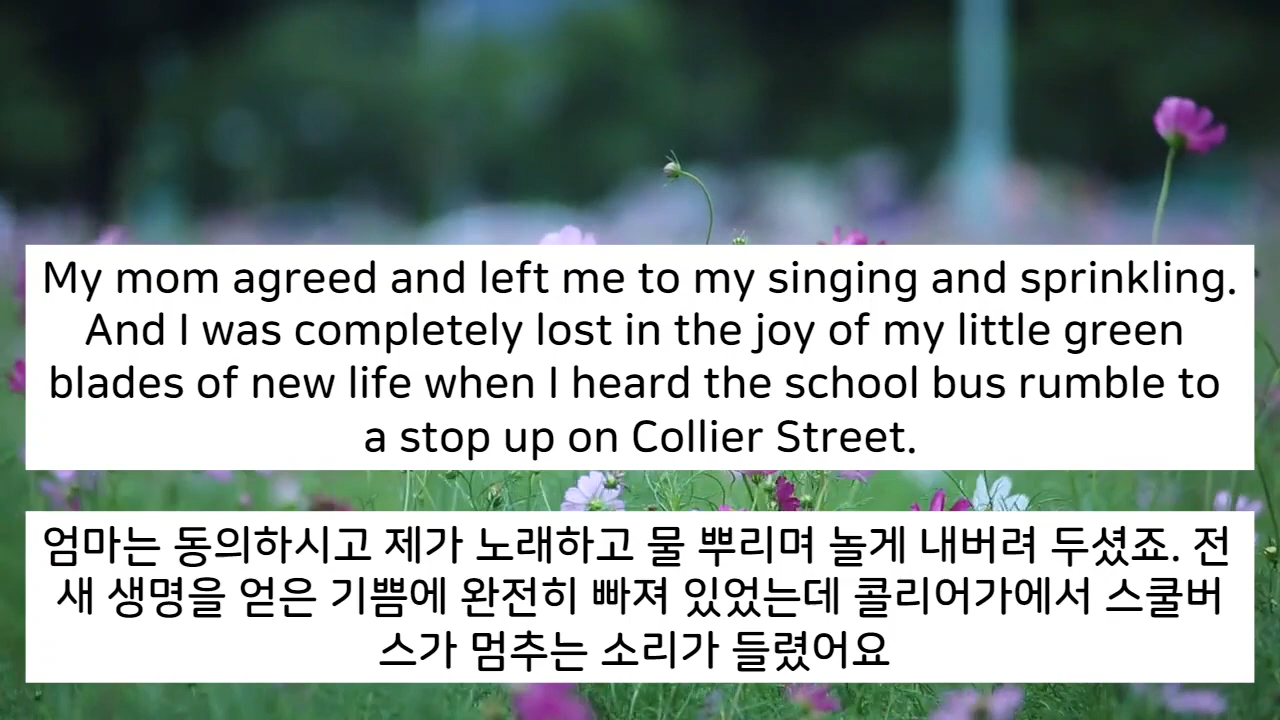 My mom agreed and left me to my singing and sprinkling.
And I was completely lost in the joy of my little green
blades of new life when I heard the school bus rumble to
a stop up on Collier Street.
엄마는 동의하시고 제가 노래하고 물 뿌리며 놀게 내버려 두셨죠. 전
새 생명을 얻은 기쁨에 완전히 빠져 있었는데 콜리어가에서 스쿨버
스가 멈추는 소리가 들렸어요